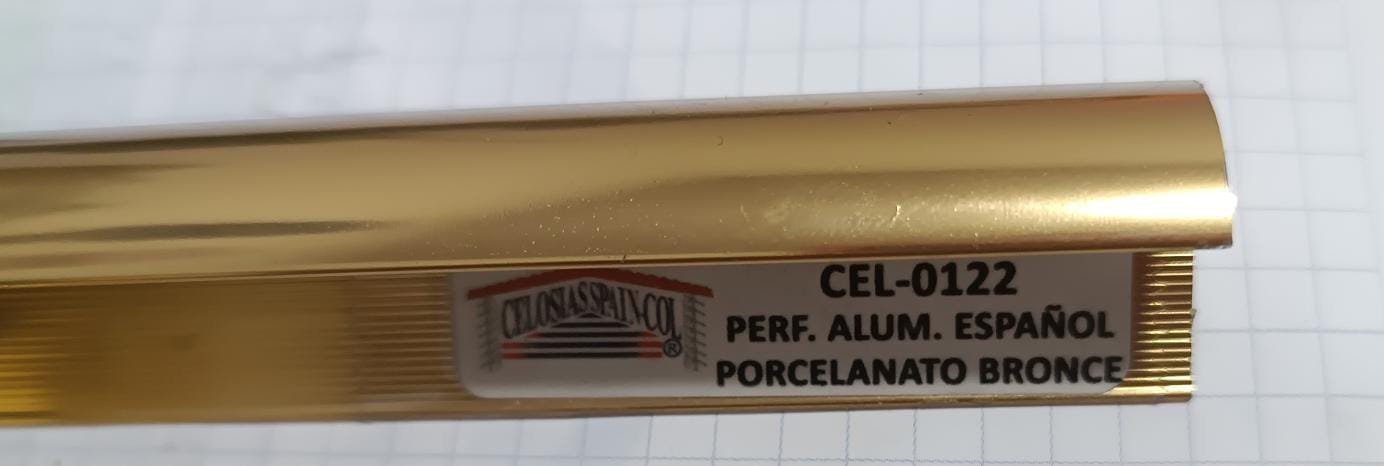 CELOSIAS SPAIN-COL
®
CEL-0122
PERF. ALUM. ESPAÑOL
PORCELANATO BRONCE